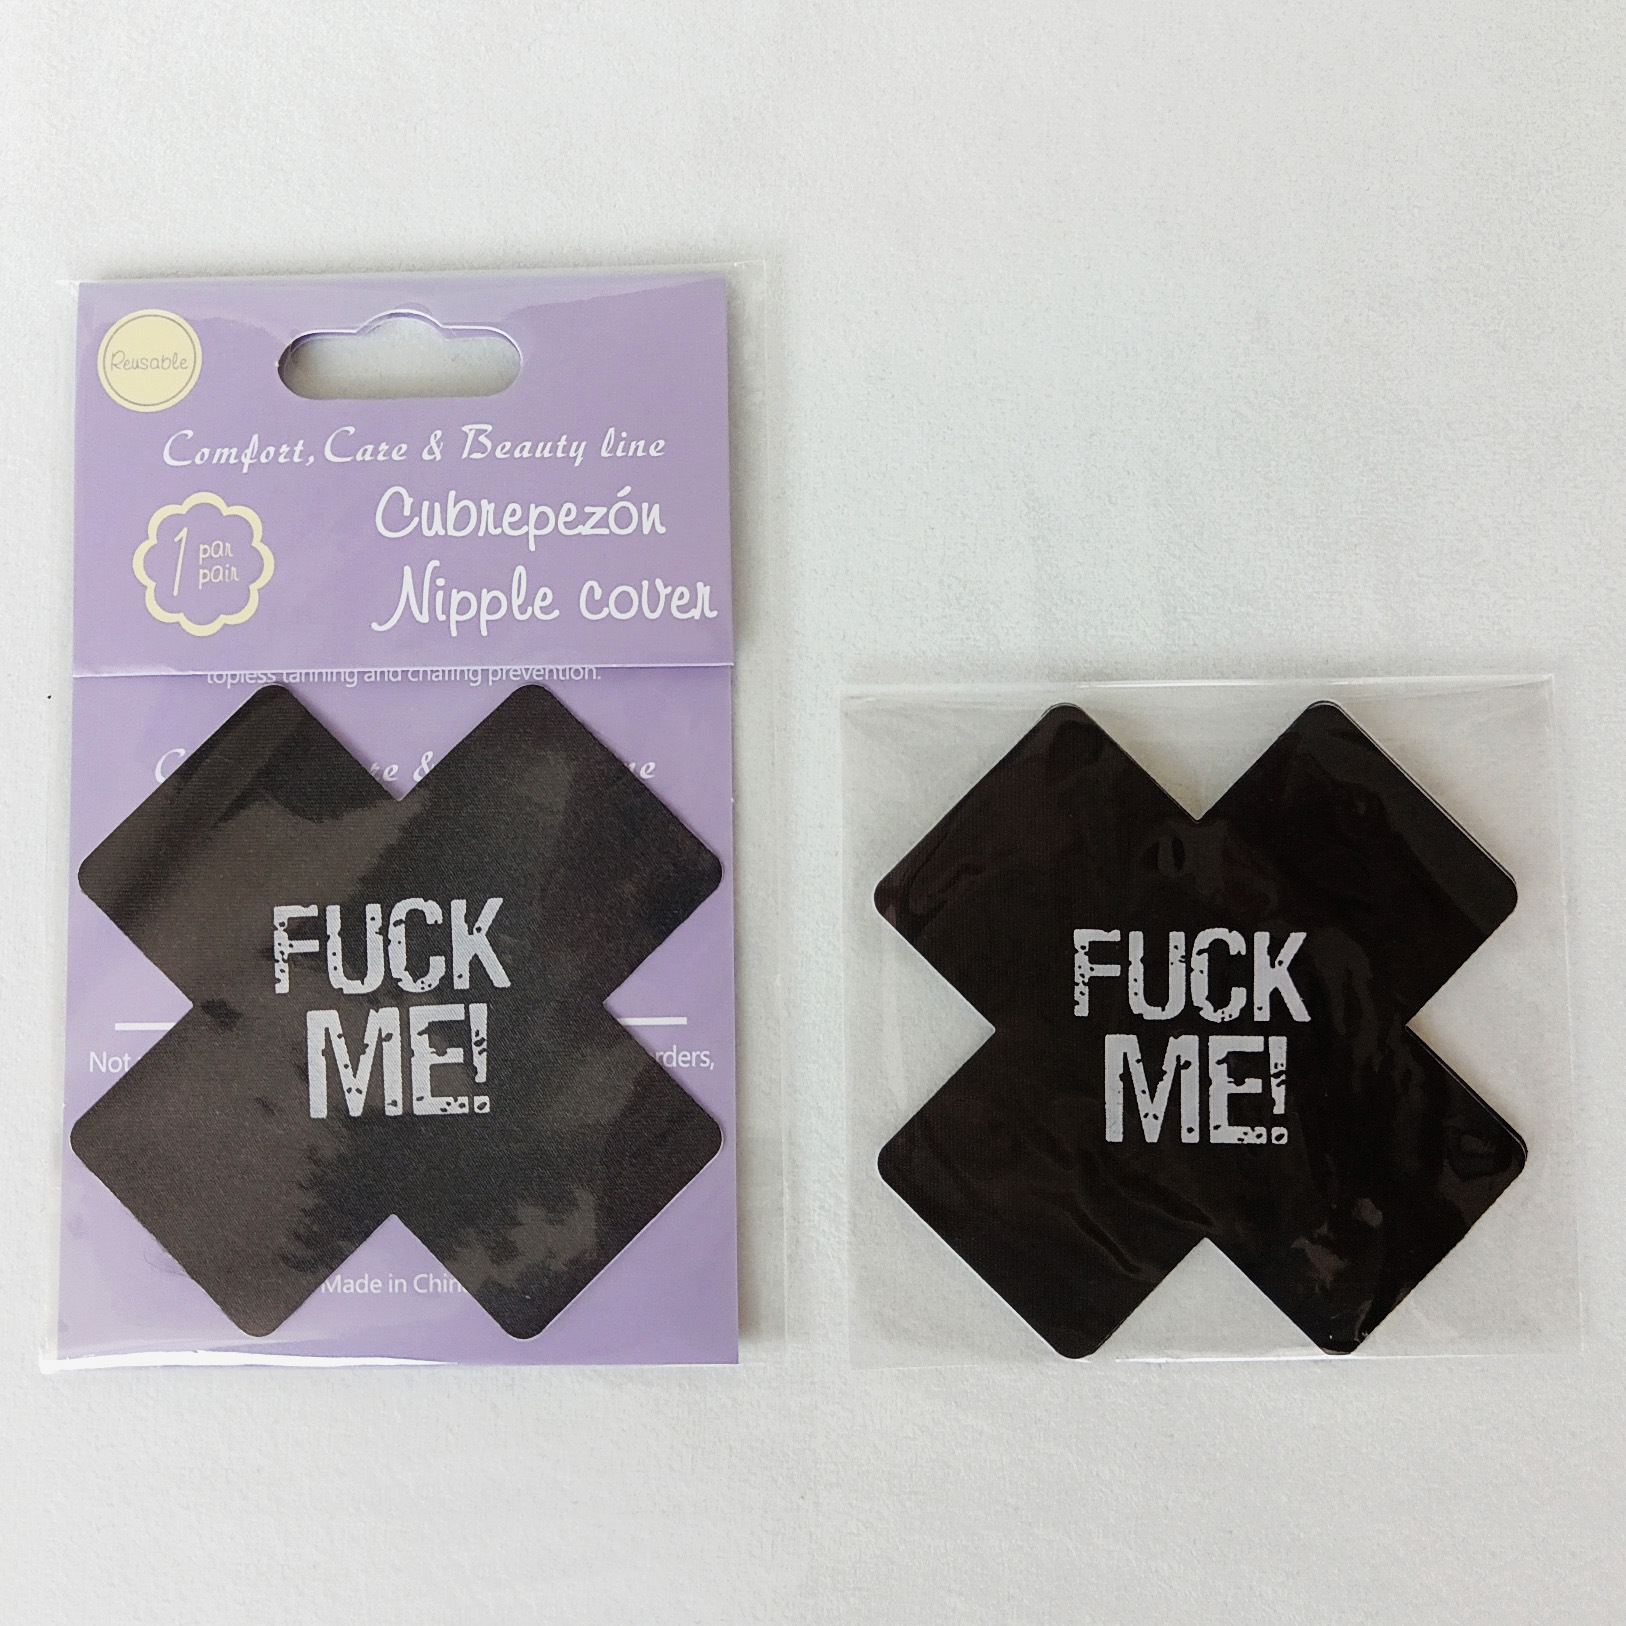 Reusable
Comfort, Care & Beauty line
1 par
pair
Cubrepezón
Nipple cover
topless tanning and chafing prevention.
FUCK
ME!
Made in
FUCK
ME!